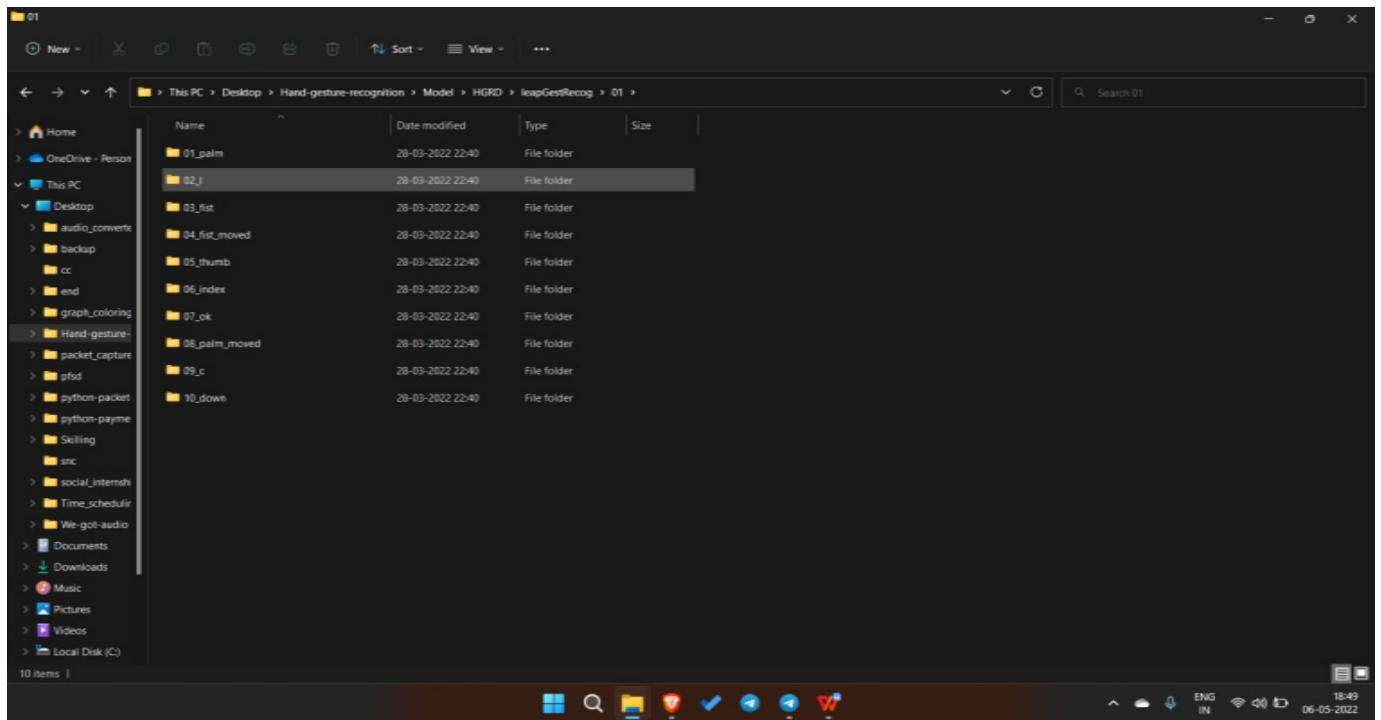 01
New
Sort
View
This PC > Desktop > Hand-gesture-recognition > Model > HGRD > leapGestRecog > 01 >
Search 01
Name Date modified Type Size
01_palm 28-03-2022 22:40 File folder
02_l 28-03-2022 22:40 File folder
03_fist 28-03-2022 22:40 File folder
04_fist_moved 28-03-2022 22:40 File folder
05_thumb 28-03-2022 22:40 File folder
06_index 28-03-2022 22:40 File folder
07_ok 28-03-2022 22:40 File folder
08_palm_moved 28-03-2022 22:40 File folder
09_c 28-03-2022 22:40 File folder
10_down 28-03-2022 22:40 File folder
Home
OneDrive - Person
This PC
Desktop
audio_converte
backup
cc
end
graph_coloring
Hand-gesture-
packet_capture
pfsd
python-packet
python-payme
Skilling
snc
social_internshi
Time_schedulir
We-got-audio
Documents
Downloads
Music
Pictures
Videos
Local Disk (C:)
10 items
ENG
IN
18:49
06-05-2022